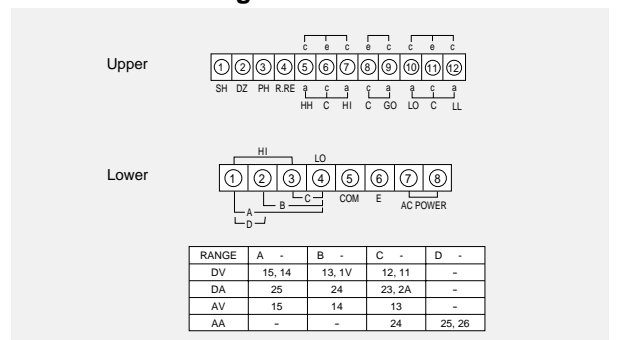 c e c e c c e c
Upper
① ② ③ ④ ⑤ ⑥ ⑦ ⑧ ⑨ ⑩ ⑪ ⑫
SH DZ PH R.RE a c a c a a c a
HH C HI C GO LO C LL
HI LO
Lower
① ② ③ ④ ⑤ ⑥ ⑦ ⑧
C COM E AC POWER
B
A
D
RANGE A - B - C - D -
DV 15, 14 13, 1V 12, 11 –
DA 25 24 23, 2A –
AV 15 14 13
AA – – 24 25, 26